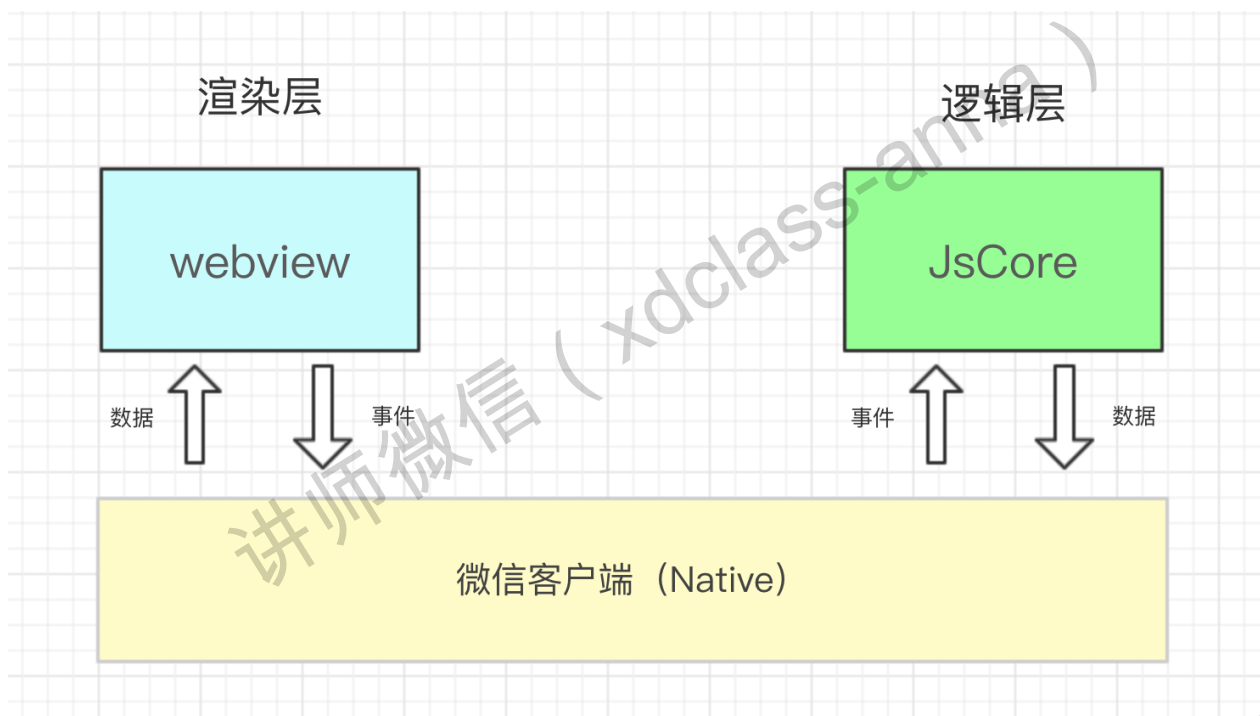 渲染层
逻辑层
webview
JsCore
数据
事件
事件
数据
微信客户端（Native）
讲师微信（xdclass-anna）